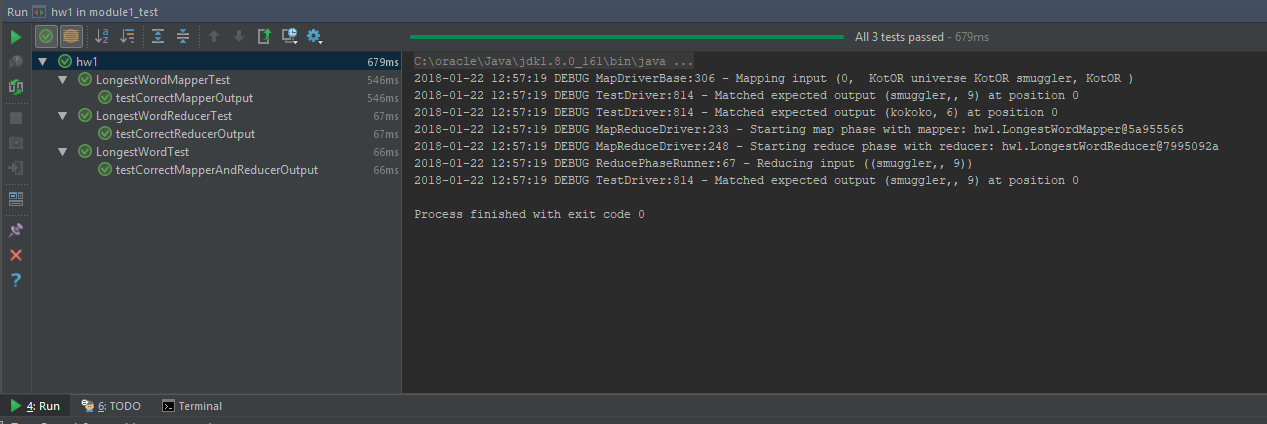 Run hw1 in module1_test
All 3 tests passed - 679ms
hw1 679ms
LongestWordMapperTest 546ms
testCorrectMapperOutput 546ms
LongestWordReducerTest 67ms
testCorrectReducerOutput 67ms
LongestWordTest 66ms
testCorrectMapperAndReducerOutput 66ms
C:\oracle\Java\jdk1.8.0_161\bin\java ...
2018-01-22 12:57:19 DEBUG MapDriverBase:306 - Mapping input (0,  KotOR universe KotOR smuggler, KotOR )
2018-01-22 12:57:19 DEBUG TestDriver:814 - Matched expected output (smuggler,, 9) at position 0
2018-01-22 12:57:19 DEBUG TestDriver:814 - Matched expected output (kokoko, 6) at position 0
2018-01-22 12:57:19 DEBUG MapReduceDriver:233 - Starting map phase with mapper: hw1.LongestWordMapper@5a955565
2018-01-22 12:57:19 DEBUG MapReduceDriver:248 - Starting reduce phase with reducer: hw1.LongestWordReducer@7995092a
2018-01-22 12:57:19 DEBUG ReducePhaseRunner:67 - Reducing input ((smuggler,, 9))
2018-01-22 12:57:19 DEBUG TestDriver:814 - Matched expected output (smuggler,, 9) at position 0
Process finished with exit code 0
4: Run 6: TODO Terminal